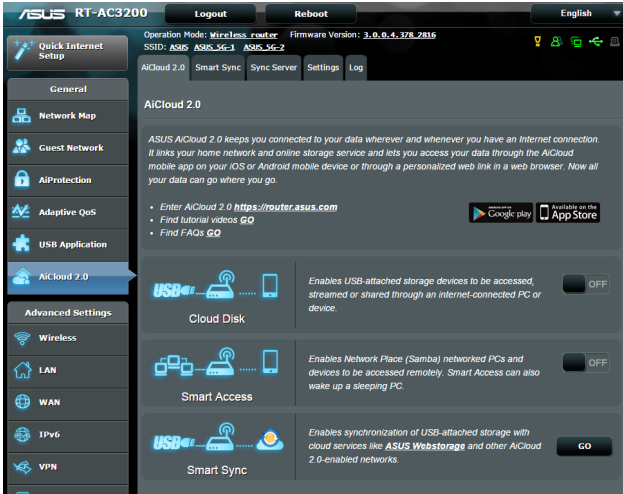 ASUS RT-AC3200
Logout
Reboot
English
Quick Internet
Setup
Operation Mode: Wireless router Firmware Version: 3.0.0.4.378_2816
SSID: ASUS ASUS_5G-1 ASUS_5G-2
AiCloud 2.0 Smart Sync Sync Server Settings Log
General
Network Map
Guest Network
AiProtection
Adaptive QoS
USB Application
AiCloud 2.0
Advanced Settings
Wireless
LAN
WAN
IPv6
VPN
AiCloud 2.0
ASUS AiCloud 2.0 keeps you connected to your data wherever and whenever you have an Internet connection.
It links your home network and online storage service and lets you access your data through the AiCloud
mobile app on your iOS or Android mobile device or through a personalized web link in a web browser. Now all
your data can go where you go.
• Enter AiCloud 2.0 https://router.asus.com
• Find tutorial videos GO
• Find FAQs GO
ANDROID APP ON
Google play
Available on the
App Store
USB
Cloud Disk
Enables USB-attached storage devices to be accessed,
streamed or shared through an internet-connected PC or
device.
OFF
Smart Access
Enables Network Place (Samba) networked PCs and
devices to be accessed remotely. Smart Access can also
wake up a sleeping PC.
OFF
USB
Smart Sync
Enables synchronization of USB-attached storage with
cloud services like ASUS Webstorage and other AiCloud
2.0-enabled networks.
GO